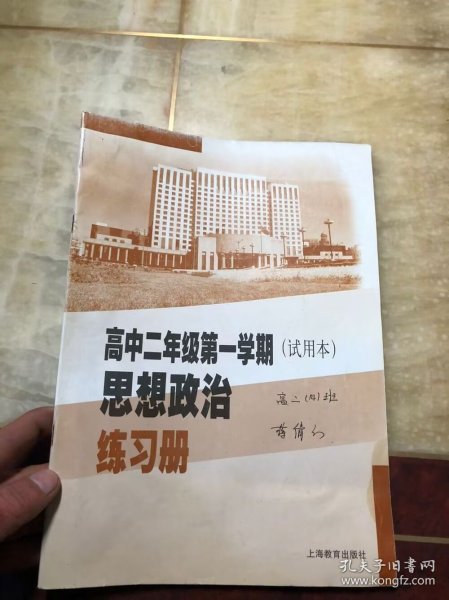 高中二年级第一学期(试用本)
思想政治
练习册
高二(4)班
蒋倩
上海教育出版社
孔夫子旧书网
www.kongfz.com